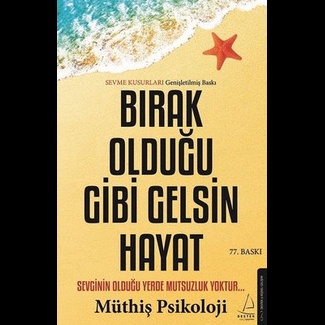 SEVME KUSURLARI Genişletilmiş Baskı
BIRAK
OLDUĞU
GİBİ GELSİN
HAYAT
77. BASKI
SEVGİNİN OLDUĞU YERDE MUTSUZLUK YOKTUR...
Müthiş Psikoloji
DESTEK